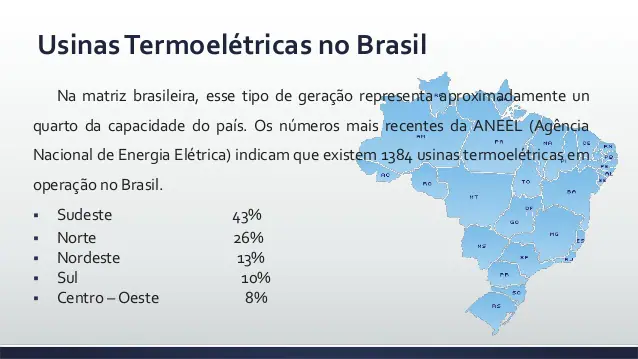 Usinas Termoelétricas no Brasil
Na matriz brasileira, esse tipo de geração representa aproximadamente un
quarto da capacidade do país. Os números mais recentes da ANEEL (Agência
Nacional de Energia Elétrica) indicam que existem 1384 usinas termoelétricas em
operação no Brasil.
▪ Sudeste 43%
▪ Norte 26%
▪ Nordeste 13%
▪ Sul 10%
▪ Centro – Oeste 8%
AM
PA
MA
CE
RN
PB
PE
AL
SE
PI
AC
RO
TO
BA
MT
DF
GO
MG
ES
MS
SP
RJ
PR
SC
RS